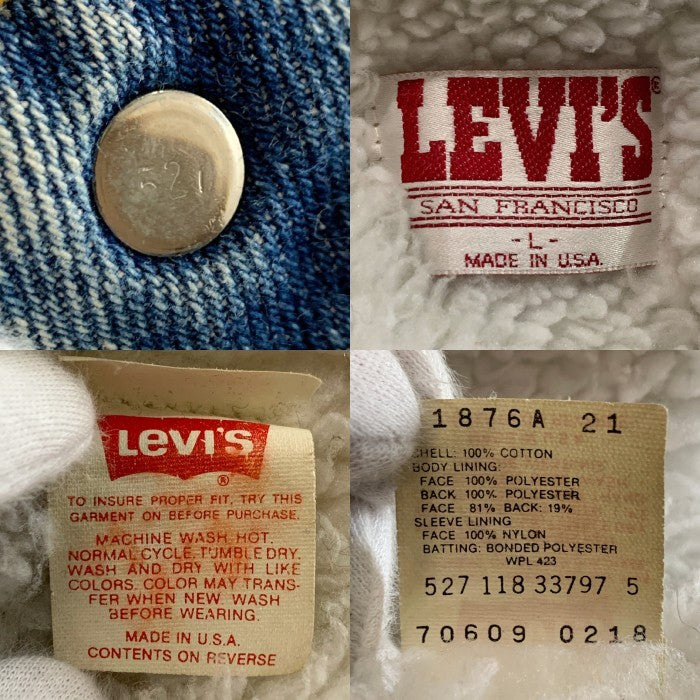 521
LEVI'S®
SAN FRANCISCO
-L-
MADE IN U.S.A.
LEVI'S
®
TO INSURE PROPER FIT, TRY THIS
GARMENT ON BEFORE PURCHASE.
MACHINE WASH HOT,
NORMAL CYCLE, TUMBLE DRY,
WASH AND DRY WITH LIKE
COLORS. COLOR MAY TRANS-
FER WHEN NEW WASH
BEFORE WEARING.
MADE IN U.S.A.
CONTENTS ON REVERSE
1876A 21
SHELL: 100% COTTON
BODY LINING:
FACE 100% POLYESTER
BACK 100% POLYESTER
FACE 81% BACK: 19%
SLEEVE LINING
FACE 100% NYLON
BATTING: BONDED POLYESTER
WPL 423
527 118 33797 5
70609 0218